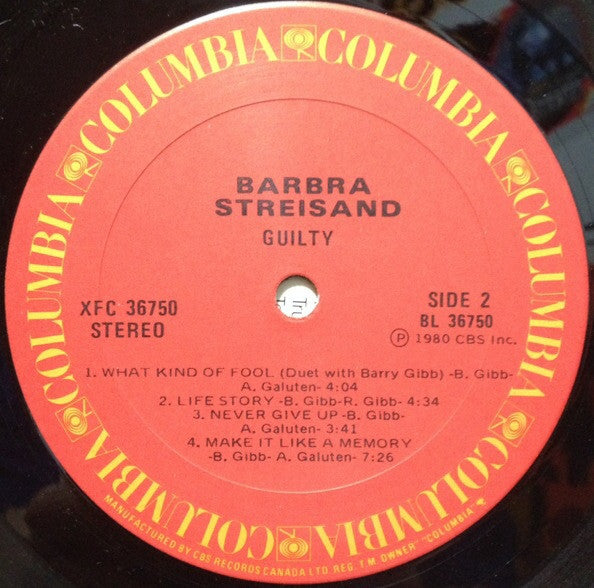 COLUMBIA COLUMBIA COLUMBIA COLUMBIA COLUMBIA COLUMBIA
BARBRA
STREISAND
GUILTY
XFC 36750
STEREO
SIDE 2
BL 36750
Ⓟ 1980 CBS Inc.
1. WHAT KIND OF FOOL (Duet with Barry Gibb) -B. Gibb-
A. Galuten- 4:04
2. LIFE STORY -B. Gibb-R. Gibb- 4:34
3. NEVER GIVE UP -B. Gibb-
A. Galuten- 3:41
4. MAKE IT LIKE A MEMORY
-B. Gibb- A. Galuten- 7:26
MANUFACTURED BY CBS RECORDS CANADA LTD REG. T M OWNER "COLUMBIA"